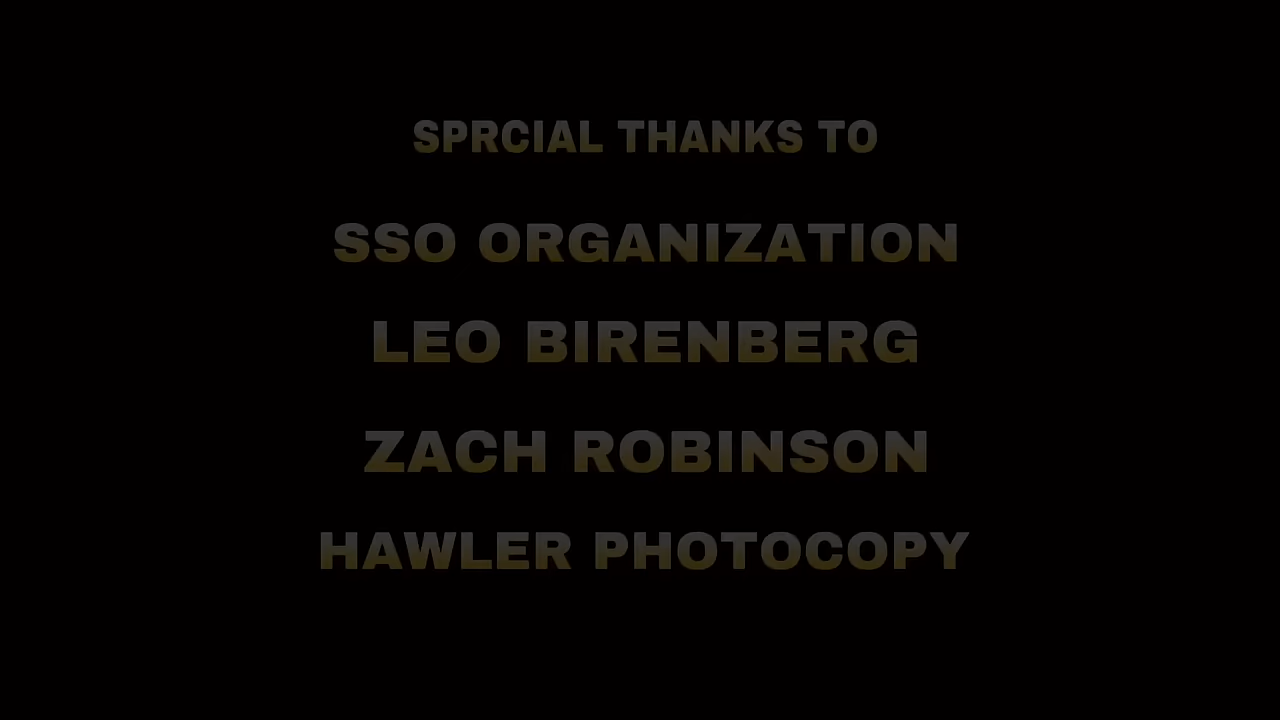 SPRCIAL THANKS TO
SSO ORGANIZATION
LEO BIRENBERG
ZACH ROBINSON
HAWLER PHOTOCOPY